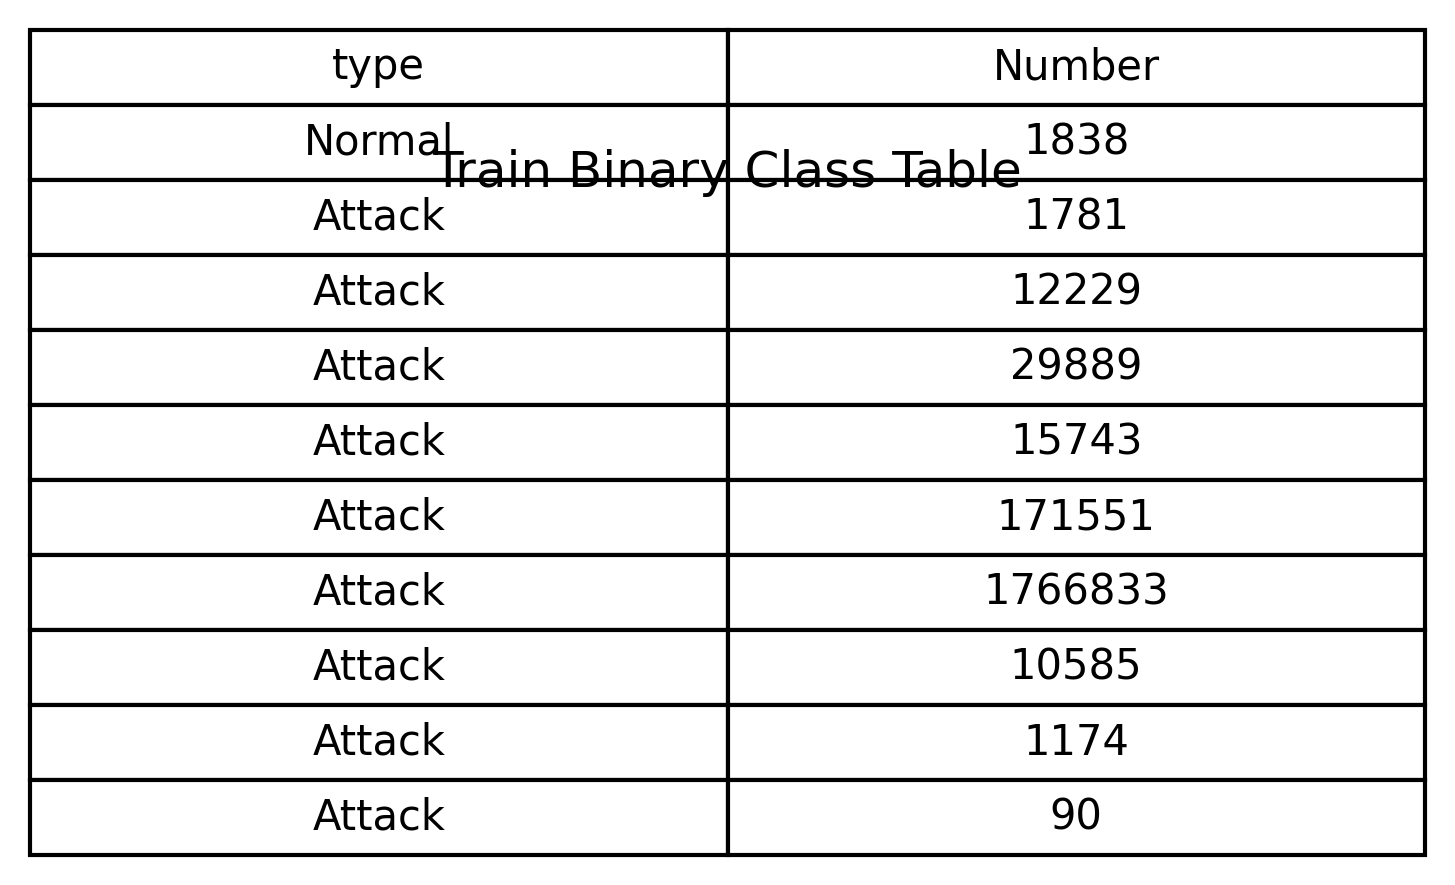 type Number
Normal 1838
Train Binary Class Table
Attack 1781
Attack 12229
Attack 29889
Attack 15743
Attack 171551
Attack 1766833
Attack 10585
Attack 1174
Attack 90